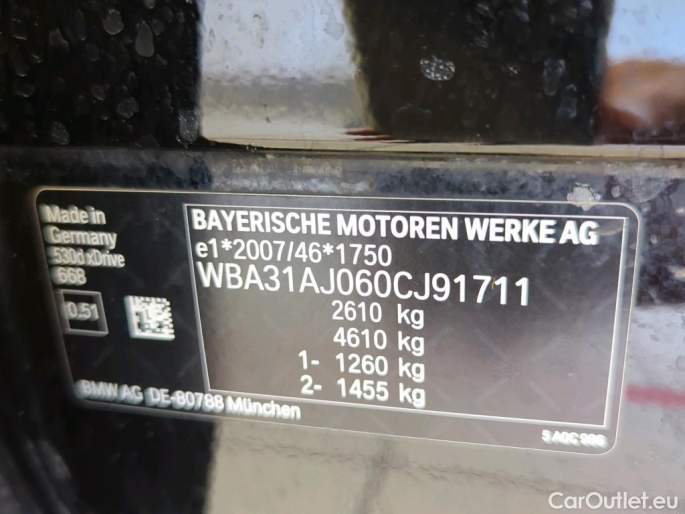 Made in
Germany
530d xDrive
668
0.51
BAYERISCHE MOTOREN WERKE AG
e1*2007/46*1750
WBA31AJ060CJ91711
2610 kg
4610 kg
1- 1260 kg
2- 1455 kg
BMW AG DE-80788 München
CarOutlet.eu